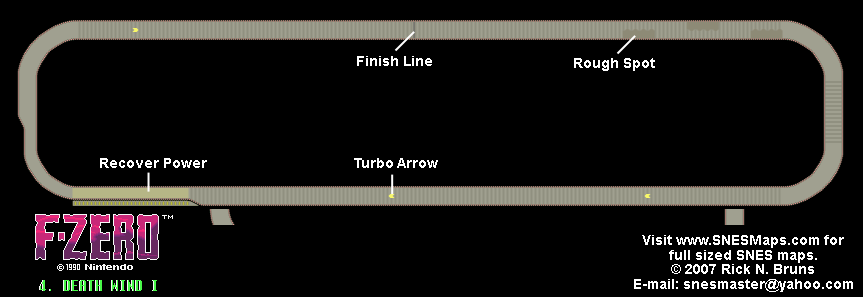 Finish Line
Rough Spot
Recover Power
Turbo Arrow
F-ZERO™
©1990 Nintendo
4. DEATH WIND I
Visit www.SNESMaps.com for
full sized SNES maps.
© 2007 Rick N. Bruns
E-mail: snesmaster@yahoo.com